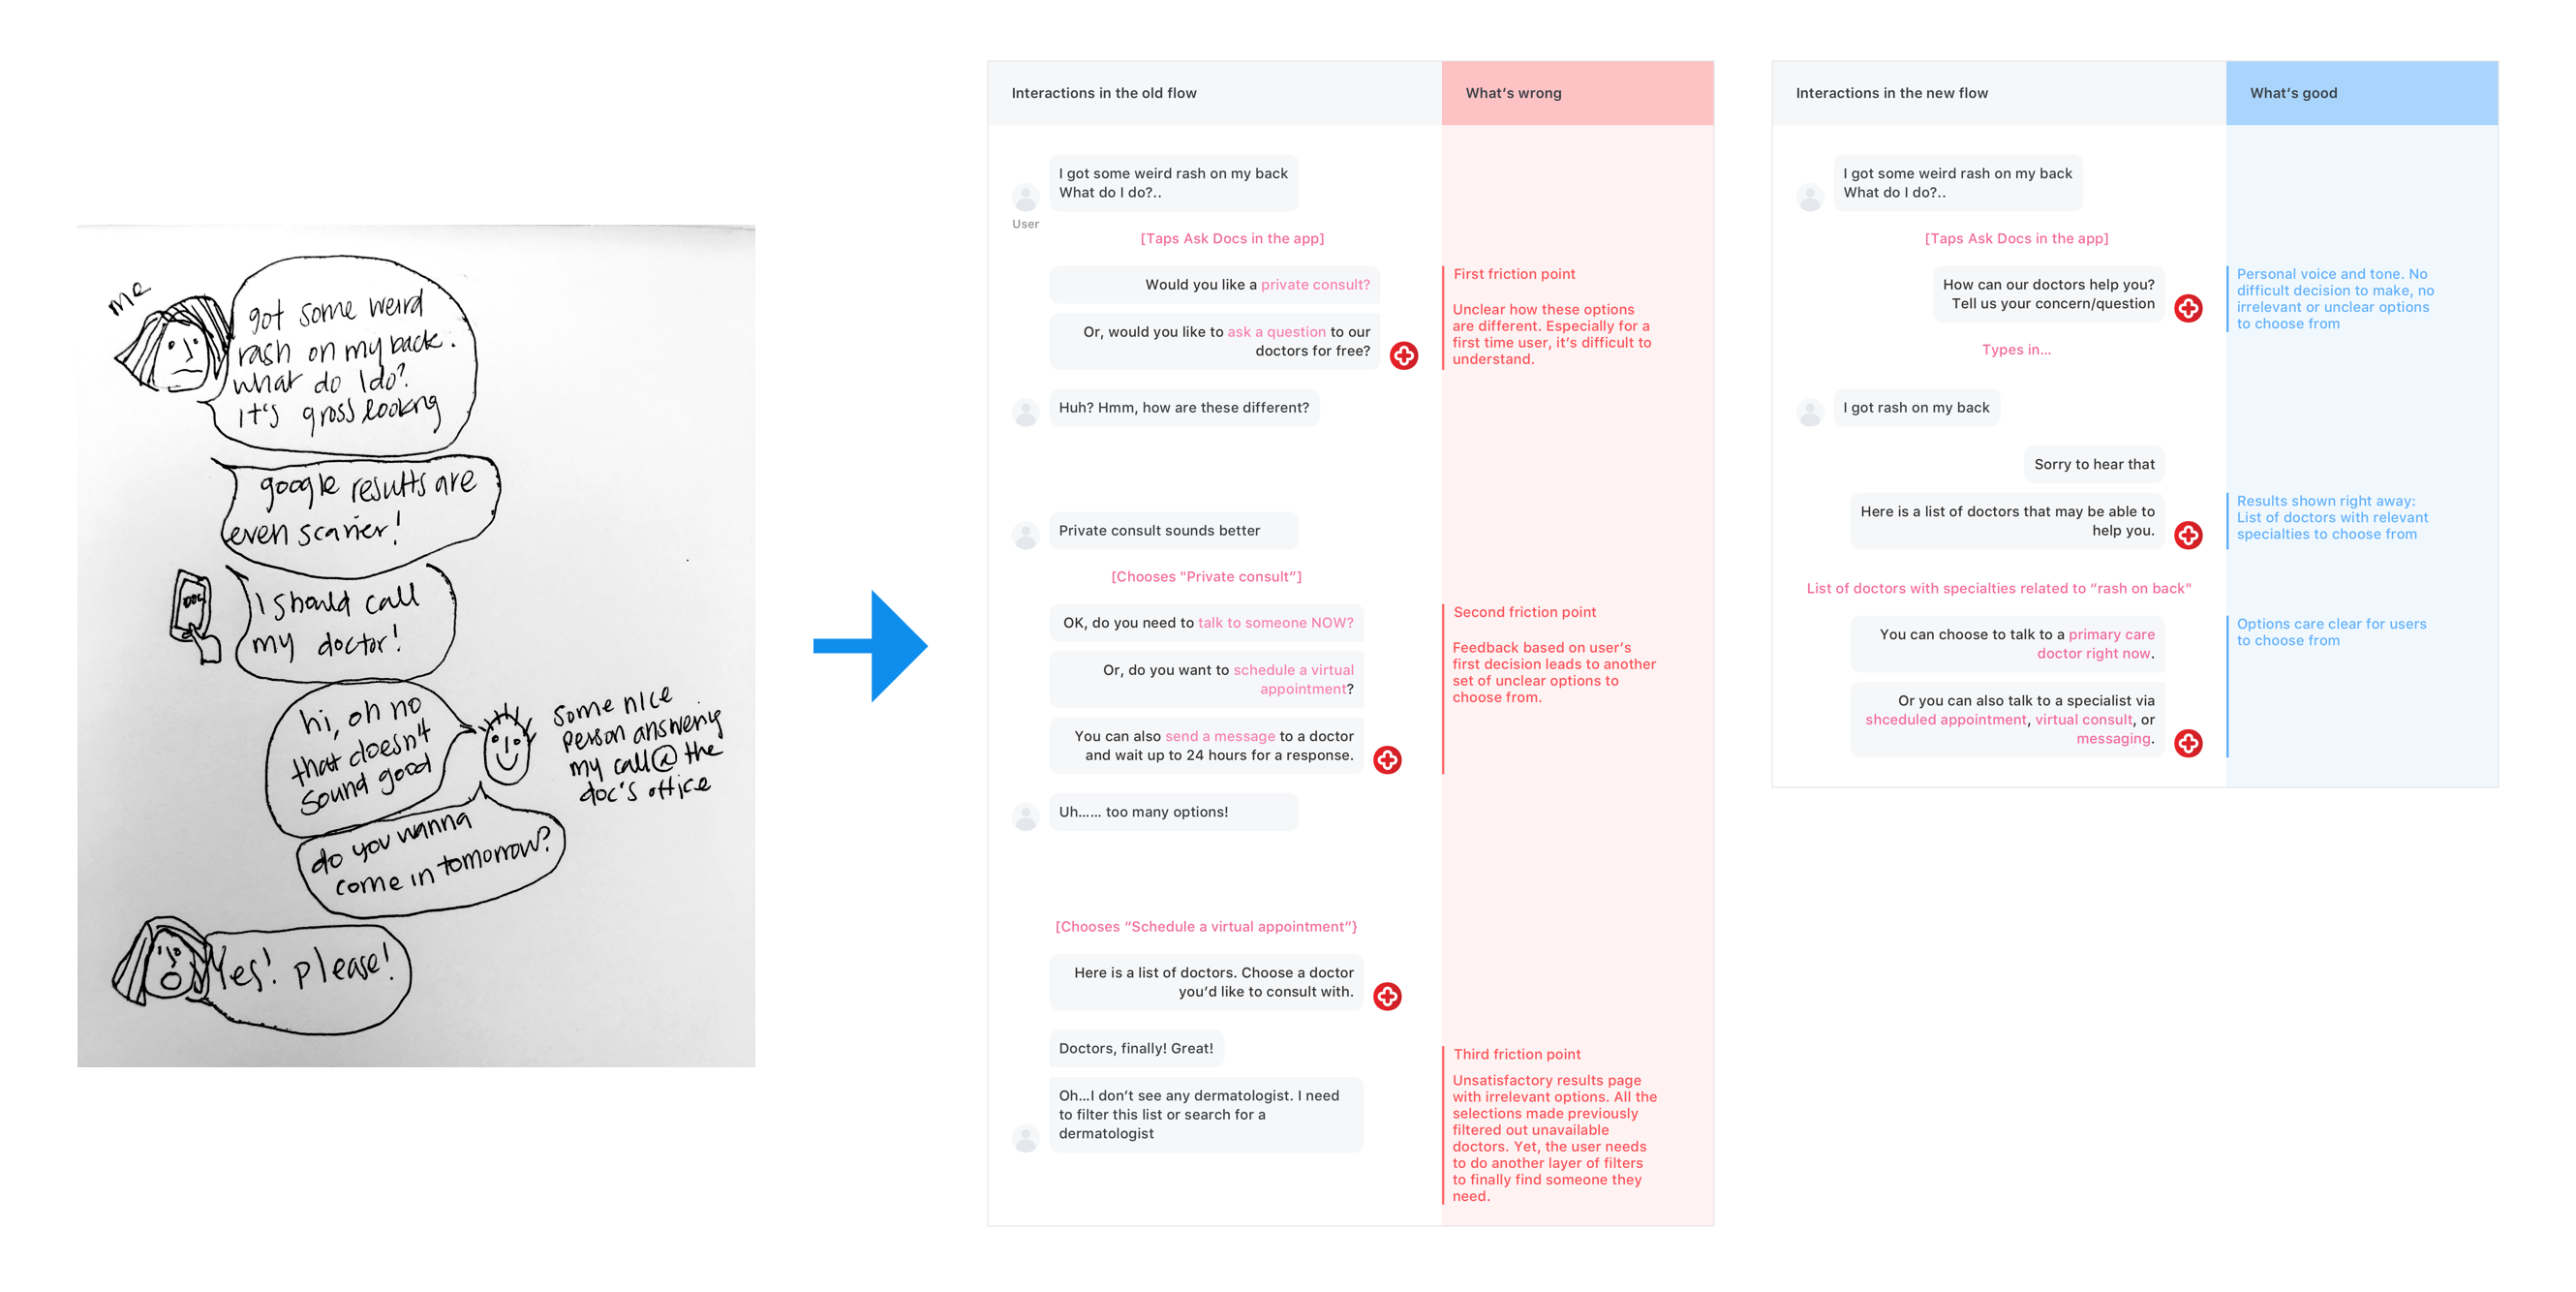 me
got some weird
rash on my back.
what do I do?
it's gross looking
google results are
even scarier!
DOC
I should call
my doctor!
hi, oh no
that doesn't
sound good
some nice
person answering
my call @ the
doc's office
do you wanna
come in tomorrow?
Yes! please!
Interactions in the old flow
What's wrong
I got some weird rash on my back
What do I do?..
User
[Taps Ask Docs in the app]
Would you like a private consult?
Or, would you like to ask a question to our
doctors for free?
First friction point
Unclear how these options
are different. Especially for a
first time user, it's difficult to
understand.
Huh? Hmm, how are these different?
Private consult sounds better
[Chooses "Private consult"]
OK, do you need to talk to someone NOW?
Or, do you want to schedule a virtual
appointment?
You can also send a message to a doctor
and wait up to 24 hours for a response.
Second friction point
Feedback based on user's
first decision leads to another
set of unclear options to
choose from.
Uh...... too many options!
[Chooses “Schedule a virtual appointment”}
Here is a list of doctors. Choose a doctor
you'd like to consult with.
Doctors, finally! Great!
Oh...I don't see any dermatologist. I need
to filter this list or search for a
dermatologist
Third friction point
Unsatisfactory results page
with irrelevant options. All the
selections made previously
filtered out unavailable
doctors. Yet, the user needs
to do another layer of filters
to finally find someone they
need.
Interactions in the new flow
What's good
I got some weird rash on my back
What do I do?..
[Taps Ask Docs in the app]
How can our doctors help you?
Tell us your concern/question
Personal voice and tone. No
difficult decision to make, no
irrelevant or unclear options
to choose from
Types in...
I got rash on my back
Sorry to hear that
Here is a list of doctors that may be able to
help you.
Results shown right away:
List of doctors with relevant
specialties to choose from
List of doctors with specialties related to “rash on back”
You can choose to talk to a primary care
doctor right now.
Or you can also talk to a specialist via
shceduled appointment, virtual consult, or
messaging.
Options care clear for users
to choose from